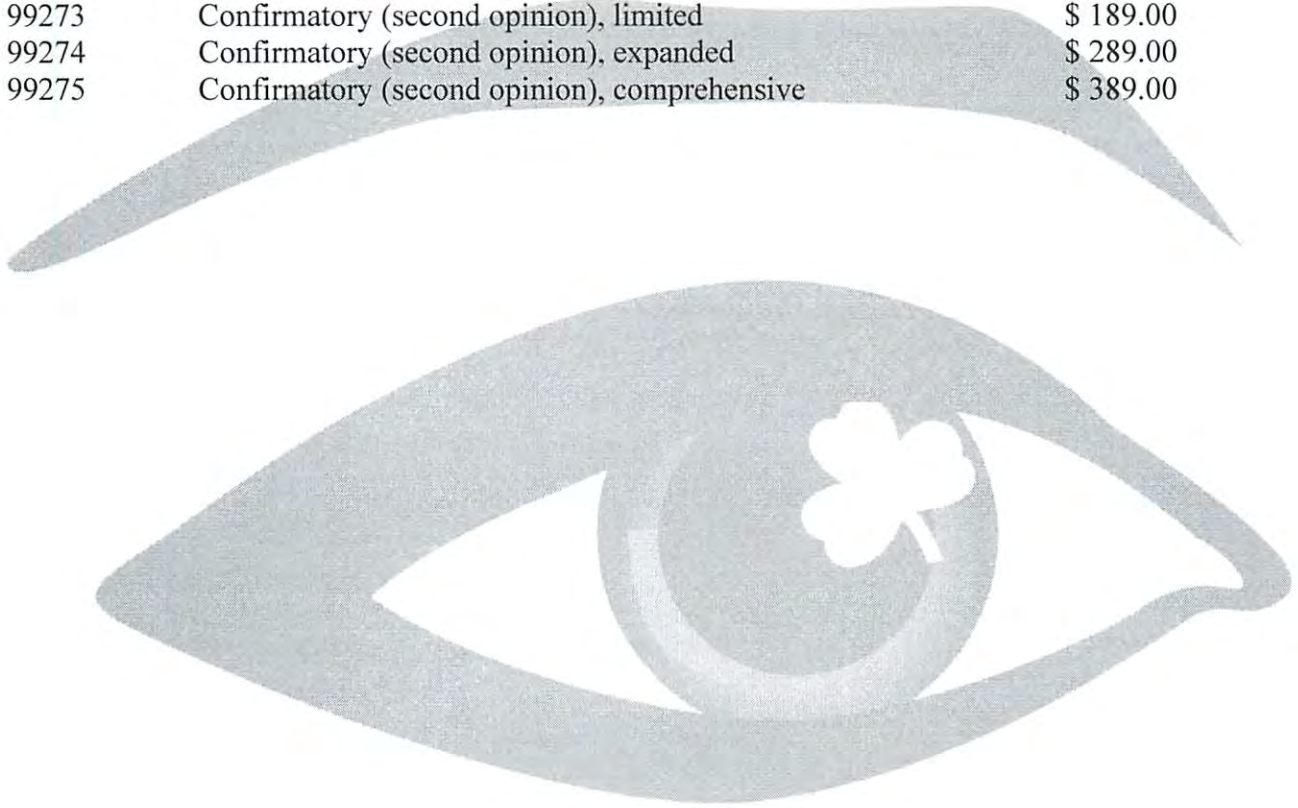 99273 Confirmatory (second opinion), limited $ 189.00
99274 Confirmatory (second opinion), expanded $ 289.00
99275 Confirmatory (second opinion), comprehensive $ 389.00